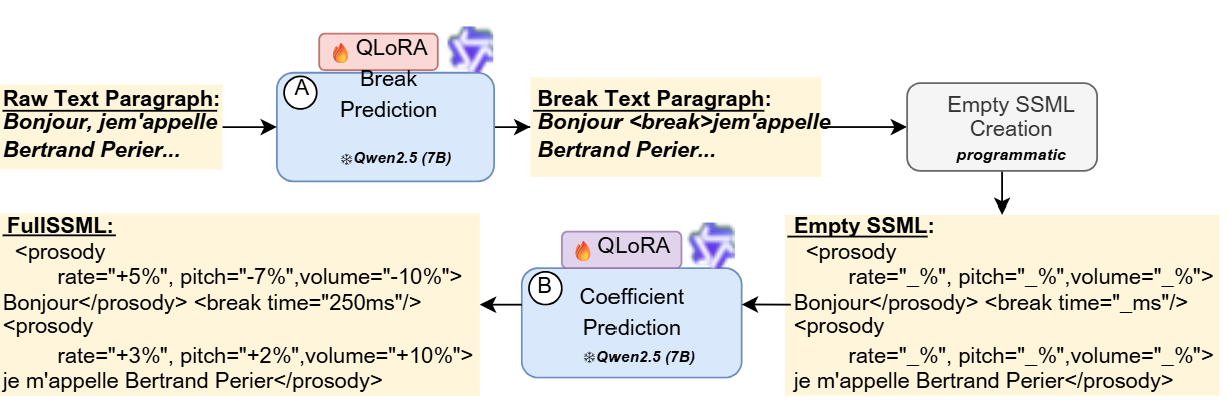 QLoRA
A
Break
Prediction
❄Qwen2.5 (7B)
Raw Text Paragraph:
Bonjour, jem'appelle
Bertrand Perier...
Break Text Paragraph:
Bonjour <break>jem'appelle
Bertrand Perier...
Empty SSML
Creation
programmatic
Empty SSML:
<prosody
rate="_%", pitch="_%",volume="_%">
Bonjour</prosody> <break time="_ms"/>
<prosody
rate="_%", pitch="_%",volume="_%">
je m'appelle Bertrand Perier</prosody>
QLoRA
B
Coefficient
Prediction
❄Qwen2.5 (7B)
FullSSML:
<prosody
rate="+5%", pitch="-7%",volume="-10%">
Bonjour</prosody> <break time="250ms"/>
<prosody
rate="+3%", pitch="+2%",volume="+10%">
je m'appelle Bertrand Perier</prosody>